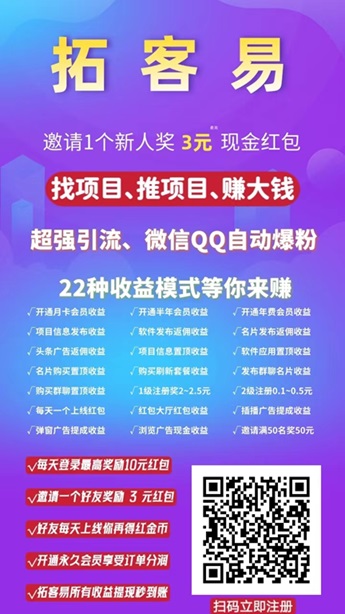 拓客易
邀请1个新人奖 3元 现金红包
找项目、推项目、赚大钱
超强引流、微信QQ自动爆粉
22种收益模式等你来赚
✓开通月卡会员收益 ✓开通半年会员收益 ✓开通年费会员收益
✓项目信息发布收益 ✓软件发布返佣收益 ✓名片发布返佣收益
✓头条广告返佣收益 ✓项目信息置顶收益 ✓软件应用置顶收益
✓名片购买置顶收益 ✓购买刷新套餐收益 ✓发布群聊名片收益
✓购买群聊置顶收益 ✓1级注册奖2~2.5元 ✓2级注册0.1~0.5元
✓每天一个上线红包 ✓红包大厅红包收益 ✓插播广告提成收益
✓弹窗广告提成收益 ✓浏览广告现金收益 ✓邀请满50名奖50元
✓每天登录最高奖励10元红包
✓邀请一个好友奖励 3 元红包
✓好友每天上线你再得红金币
✓开通永久会员享受订单分润
✓拓客易所有收益提现秒到账
扫码立即注册